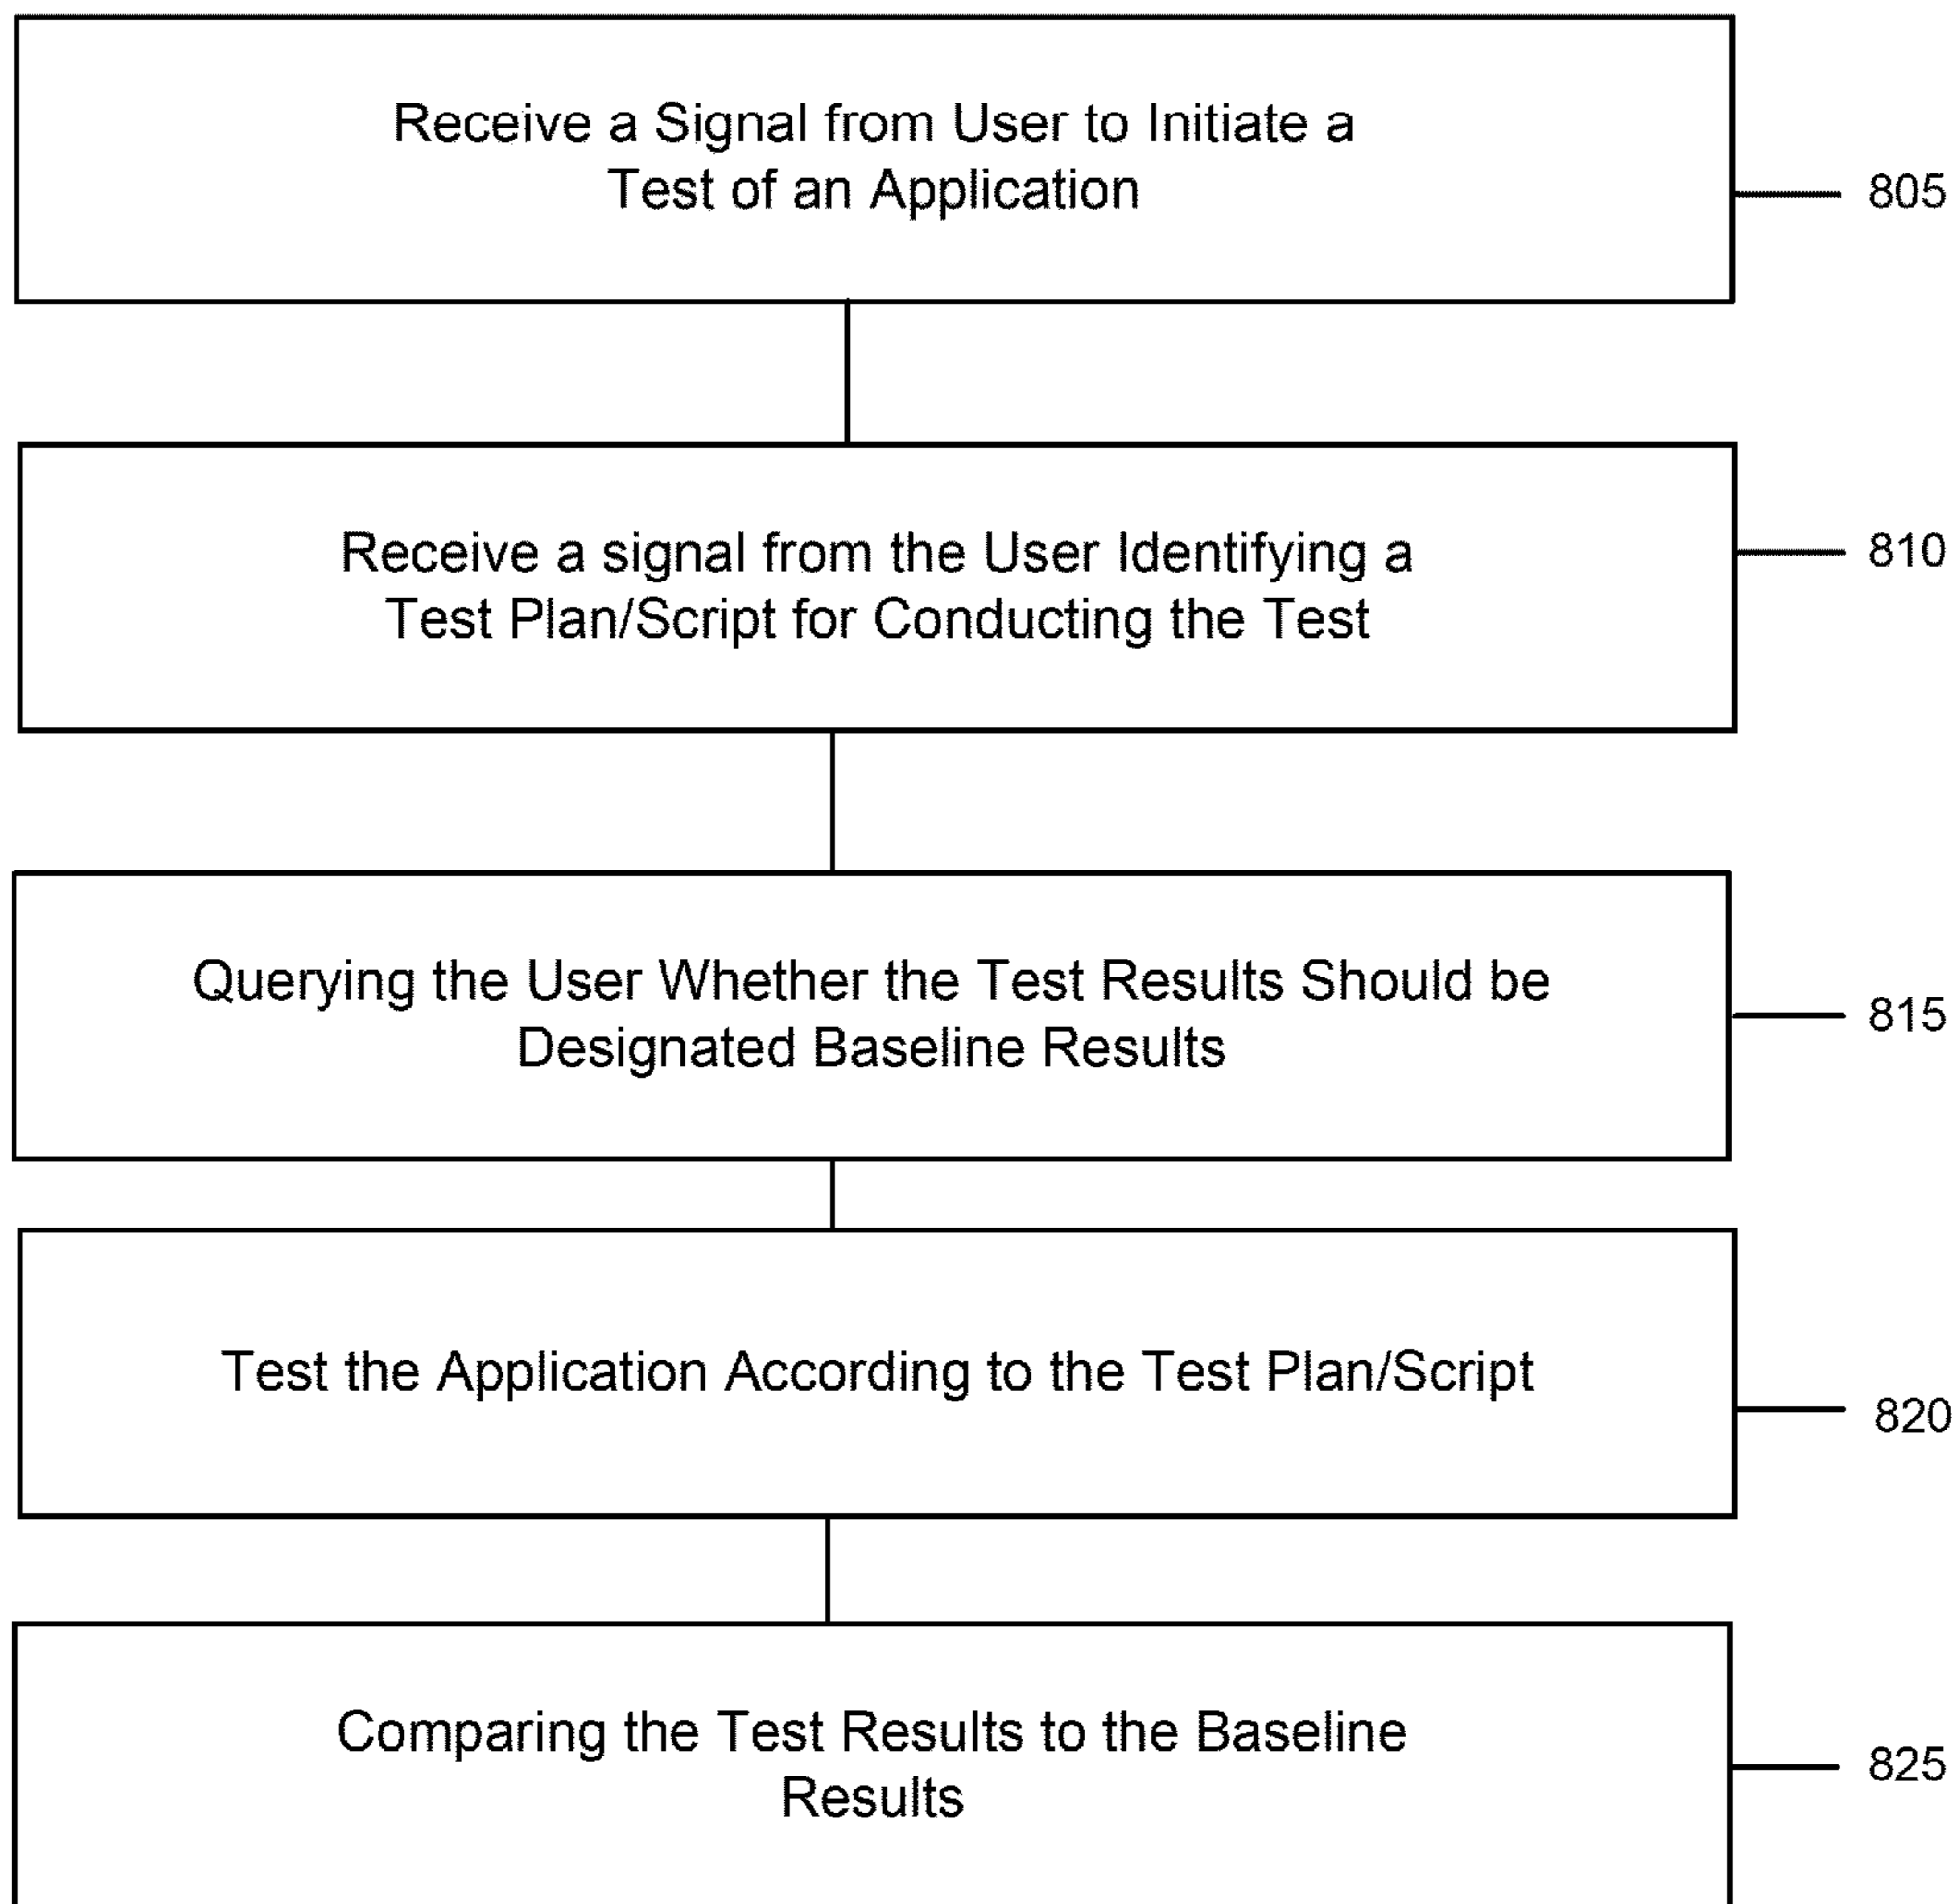 Receive a Signal from User to Initiate a
Test of an Application
805
Receive a signal from the User Identifying a
Test Plan/Script for Conducting the Test
810
Querying the User Whether the Test Results Should be
Designated Baseline Results
815
Test the Application According to the Test Plan/Script
820
Comparing the Test Results to the Baseline
Results
825